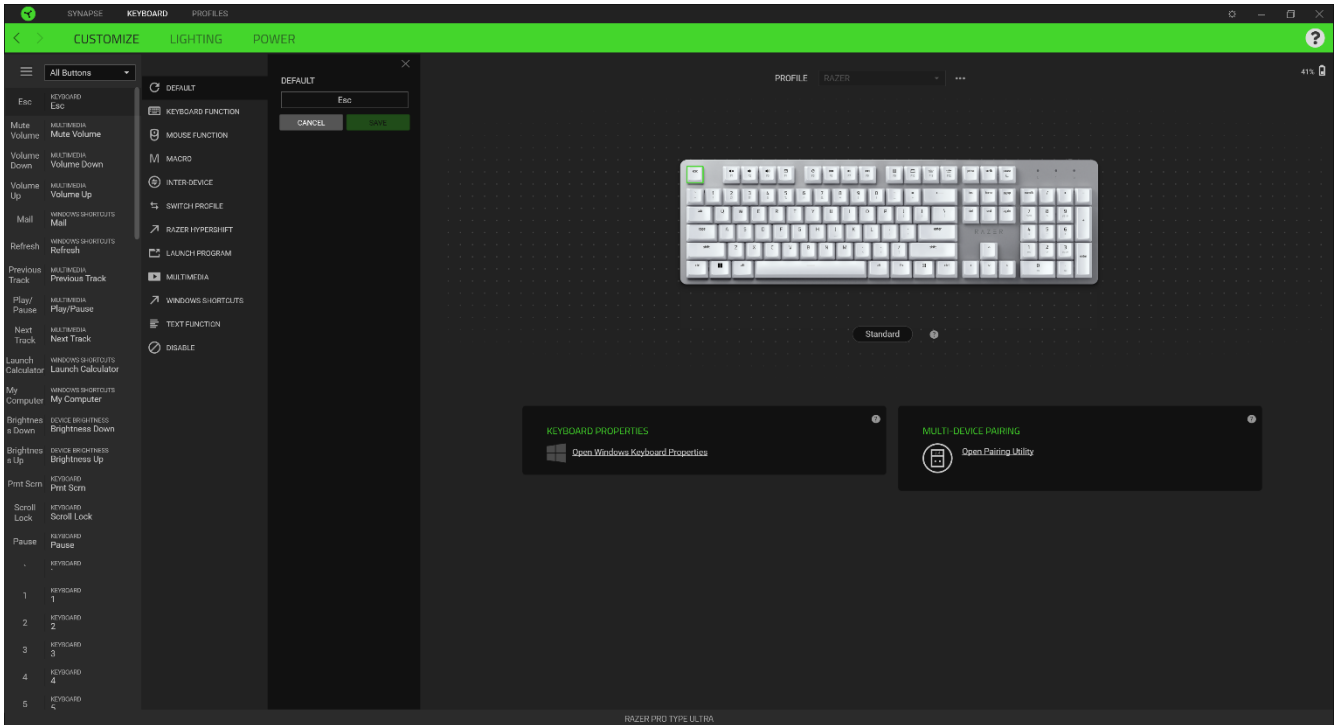 SYNAPSE KEYBOARD PROFILES
CUSTOMIZE LIGHTING POWER ?
All Buttons
Esc KEYBOARD
Esc
Mute Volume MULTIMEDIA
Mute Volume
Volume Down MULTIMEDIA
Volume Down
Volume Up MULTIMEDIA
Volume Up
Mail WINDOWS SHORTCUTS
Mail
Refresh WINDOWS SHORTCUTS
Refresh
Previous Track MULTIMEDIA
Previous Track
Play/ Pause MULTIMEDIA
Play/Pause
Next Track MULTIMEDIA
Next Track
Launch Calculator WINDOWS SHORTCUTS
Launch Calculator
My Computer WINDOWS SHORTCUTS
My Computer
Brightnes s Down DEVICE BRIGHTNESS
Brightness Down
Brightnes s Up DEVICE BRIGHTNESS
Brightness Up
Prnt Scrn KEYBOARD
Prnt Scrn
Scroll Lock KEYBOARD
Scroll Lock
Pause KEYBOARD
Pause
KEYBOARD
1 KEYBOARD
1
2 KEYBOARD
2
3 KEYBOARD
3
4 KEYBOARD
4
5 KEYBOARD
5
DEFAULT
KEYBOARD FUNCTION
MOUSE FUNCTION
MACRO
INTER-DEVICE
SWITCH PROFILE
RAZER HYPERSHIFT
LAUNCH PROGRAM
MULTIMEDIA
WINDOWS SHORTCUTS
TEXT FUNCTION
DISABLE
DEFAULT
Esc
CANCEL SAVE
PROFILE RAZER
41%
RAZER
Standard ?
KEYBOARD PROPERTIES ?
Open Windows Keyboard Properties
MULTI-DEVICE PAIRING ?
Open Pairing Utility
RAZER PRO TYPE ULTRA